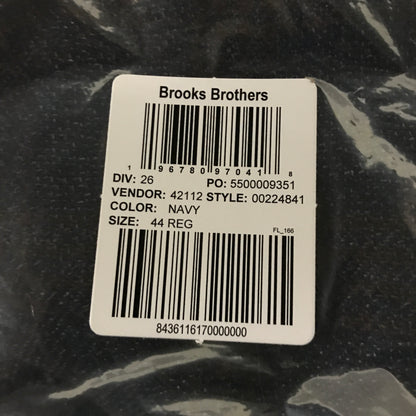 Brooks Brothers
1 96780 97041 8
DIV: 26 PO: 5500009351
VENDOR: 42112 STYLE: 00224841
COLOR: NAVY
SIZE: 44 REG
FL_166
8436116170000000